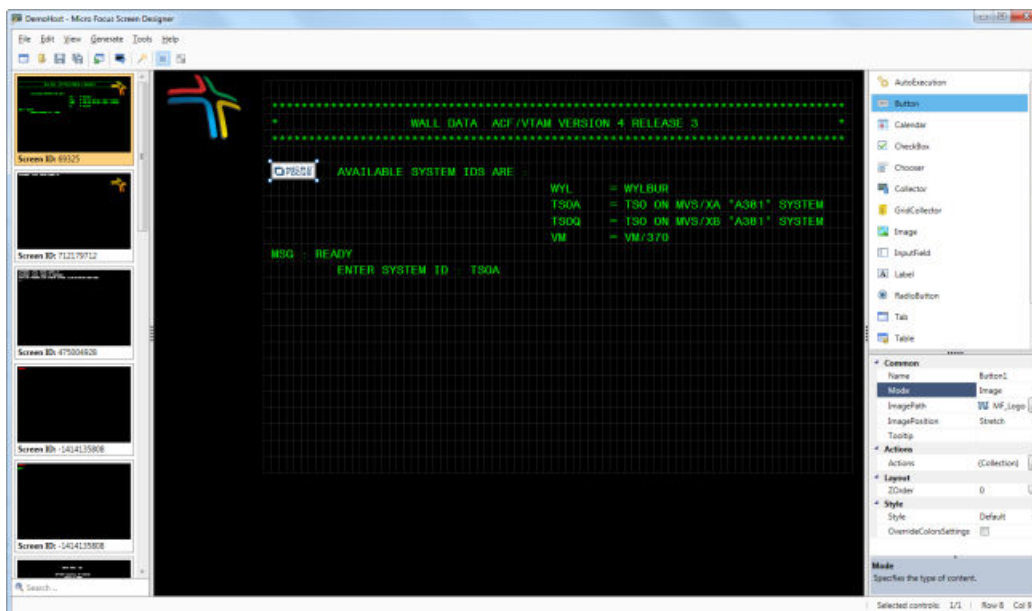 DemoHost - Micro Focus Screen Designer
File Edit View Generate Tools Help
Screen ID: 69325
Screen ID: 712179712
Screen ID: 475004928
Screen ID: -1414135808
Screen ID: -1414135808
Search...
********************************************************************************
* WALL DATA ACF/VTAM VERSION 4 RELEASE 3 *
********************************************************************************
AVAILABLE SYSTEM IDS ARE :
WYL = WYLBUR
TSOA = TSO ON MVS/XA "A381" SYSTEM
TSOQ = TSO ON MVS/XB "A381" SYSTEM
VM = VM/370
MSG : READY
ENTER SYSTEM ID : TSOA
AutoExecution
Button
Calendar
CheckBox
Chooser
Collector
GridCollector
Image
InputField
Label
RadioButton
Tab
Table
Common
Name Button1
Mode Image
ImagePath MF_Logo
ImagePosition Stretch
Tooltip
Actions
Actions (Collection)
Layout
ZOrder 0
Style
Style Default
OverrideColorsSettings
Mode
Specifies the type of content.
Selected controls: 1/1 Row 8 Col